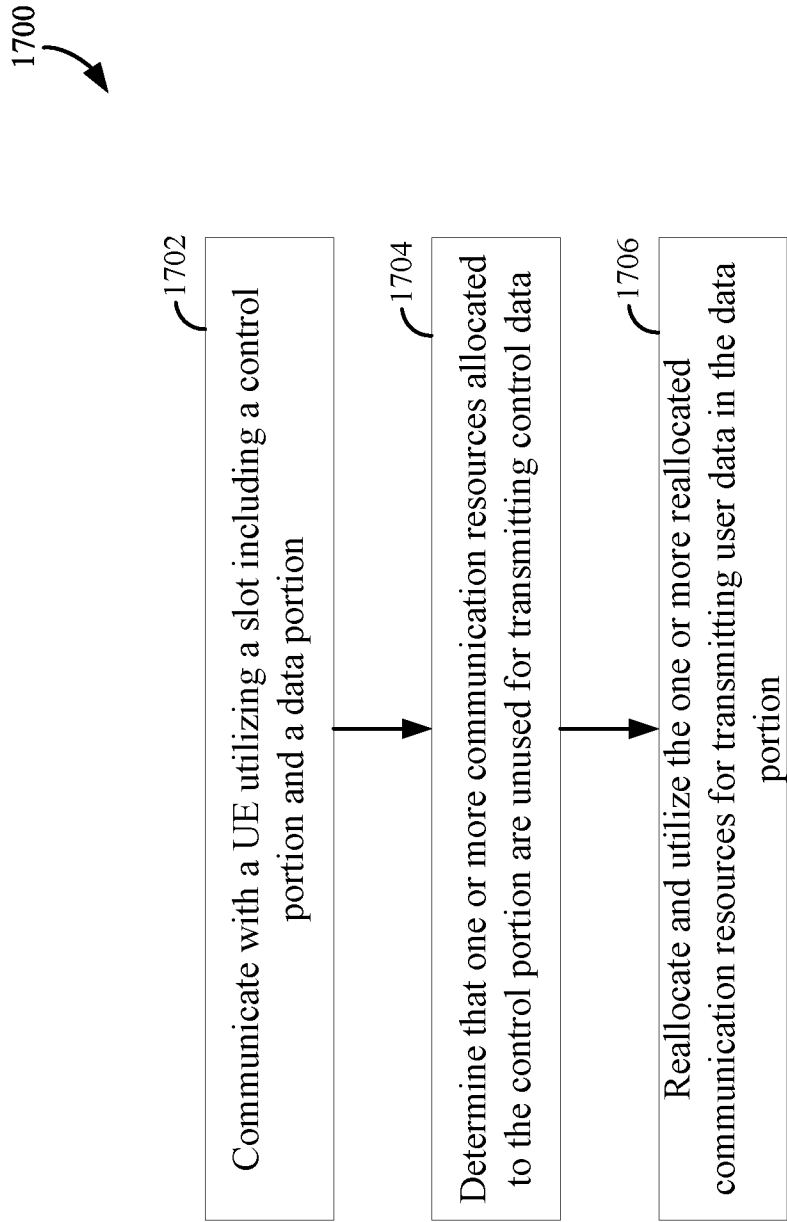 1700
1702
Communicate with a UE utilizing a slot including a control
portion and a data portion
1704
Determine that one or more communication resources allocated
to the control portion are unused for transmitting control data
1706
Reallocate and utilize the one or more reallocated
communication resources for transmitting user data in the data
portion